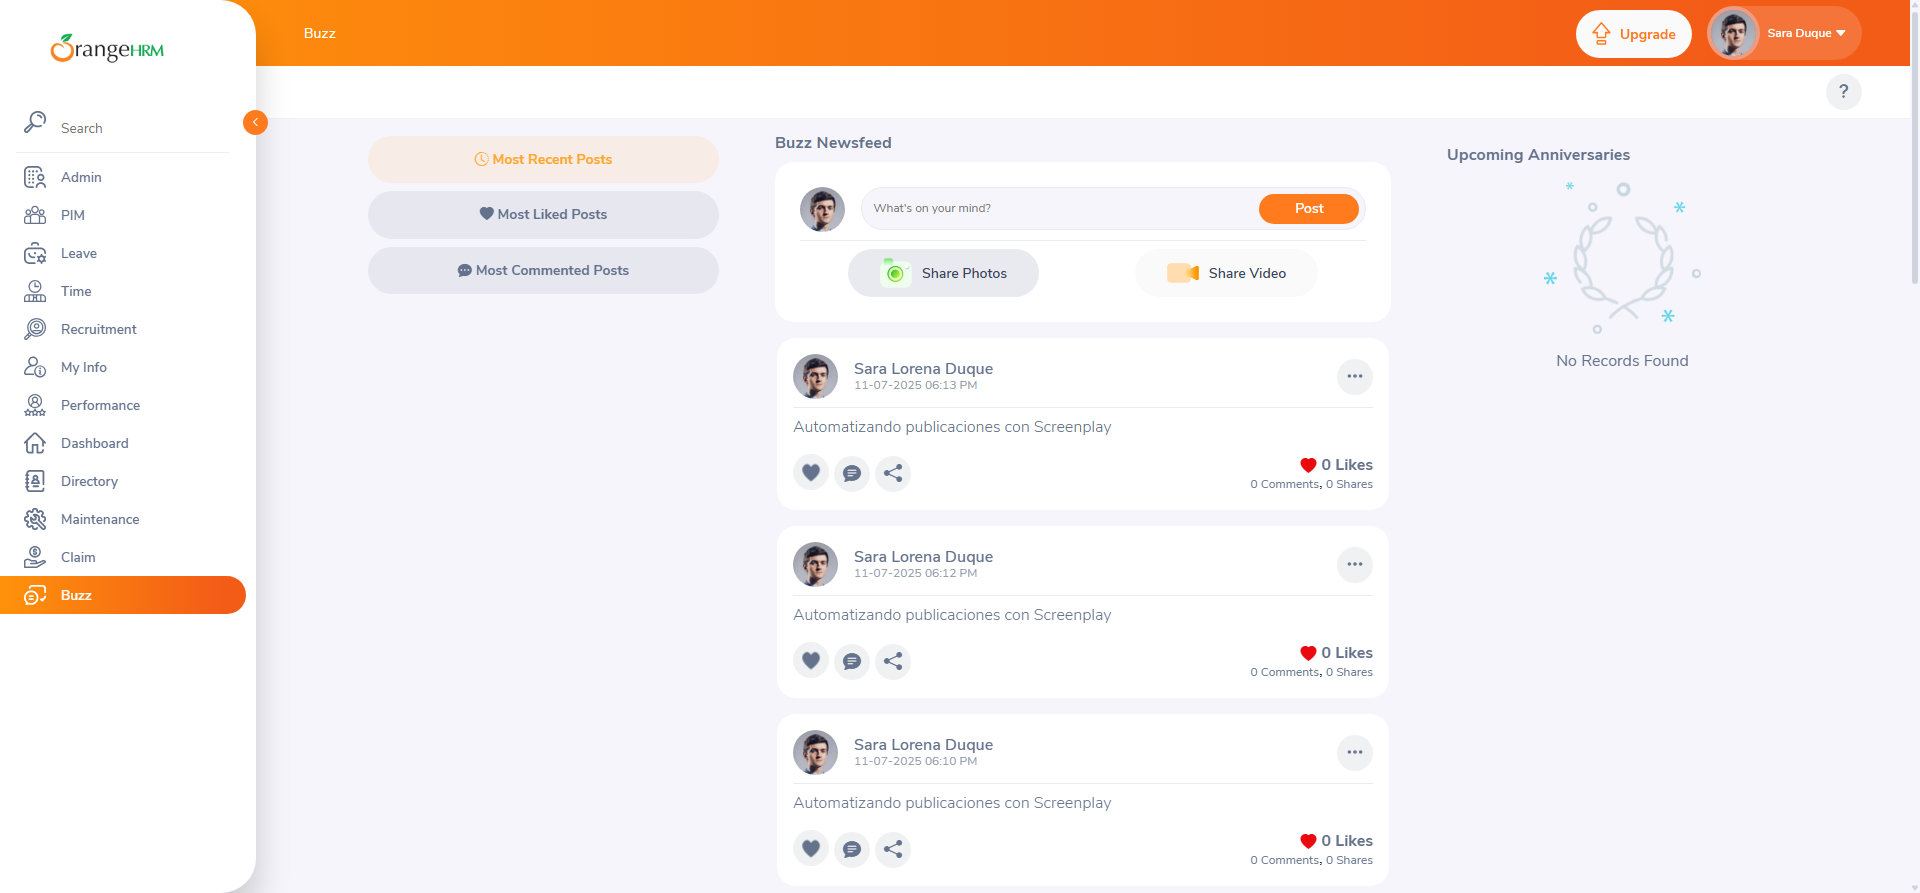 OrangeHRM
Search
Admin
PIM
Leave
Time
Recruitment
My Info
Performance
Dashboard
Directory
Maintenance
Claim
Buzz
Buzz
Upgrade
Sara Duque
?
Most Recent Posts
Most Liked Posts
Most Commented Posts
Buzz Newsfeed
What's on your mind?
Post
Share Photos
Share Video
Sara Lorena Duque
11-07-2025 06:13 PM
Automatizando publicaciones con Screenplay
0 Likes
0 Comments, 0 Shares
Sara Lorena Duque
11-07-2025 06:12 PM
Automatizando publicaciones con Screenplay
0 Likes
0 Comments, 0 Shares
Sara Lorena Duque
11-07-2025 06:10 PM
Automatizando publicaciones con Screenplay
0 Likes
0 Comments, 0 Shares
Upcoming Anniversaries
No Records Found